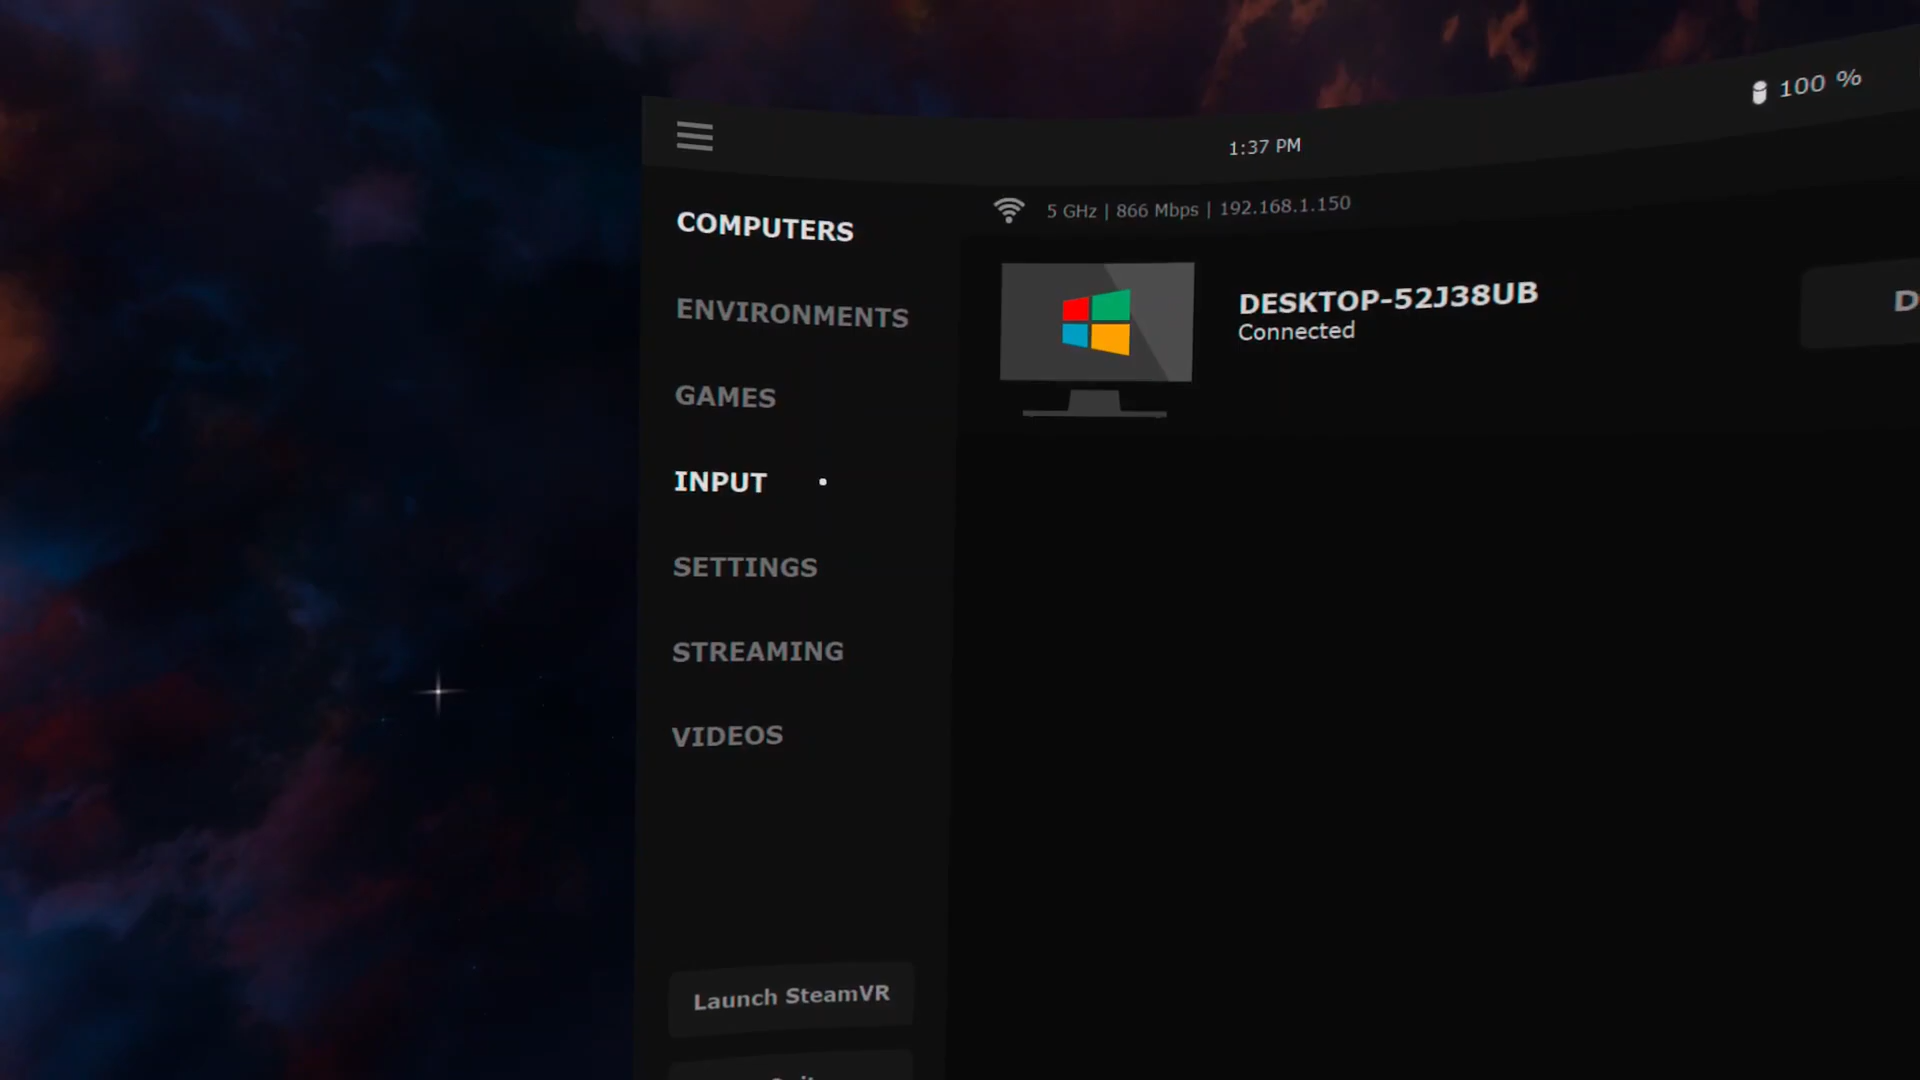 100 %
1:37 PM
5 GHz | 866 Mbps | 192.168.1.150
COMPUTERS
ENVIRONMENTS
GAMES
INPUT
SETTINGS
STREAMING
VIDEOS
DESKTOP-52J38UB
Connected
Launch SteamVR